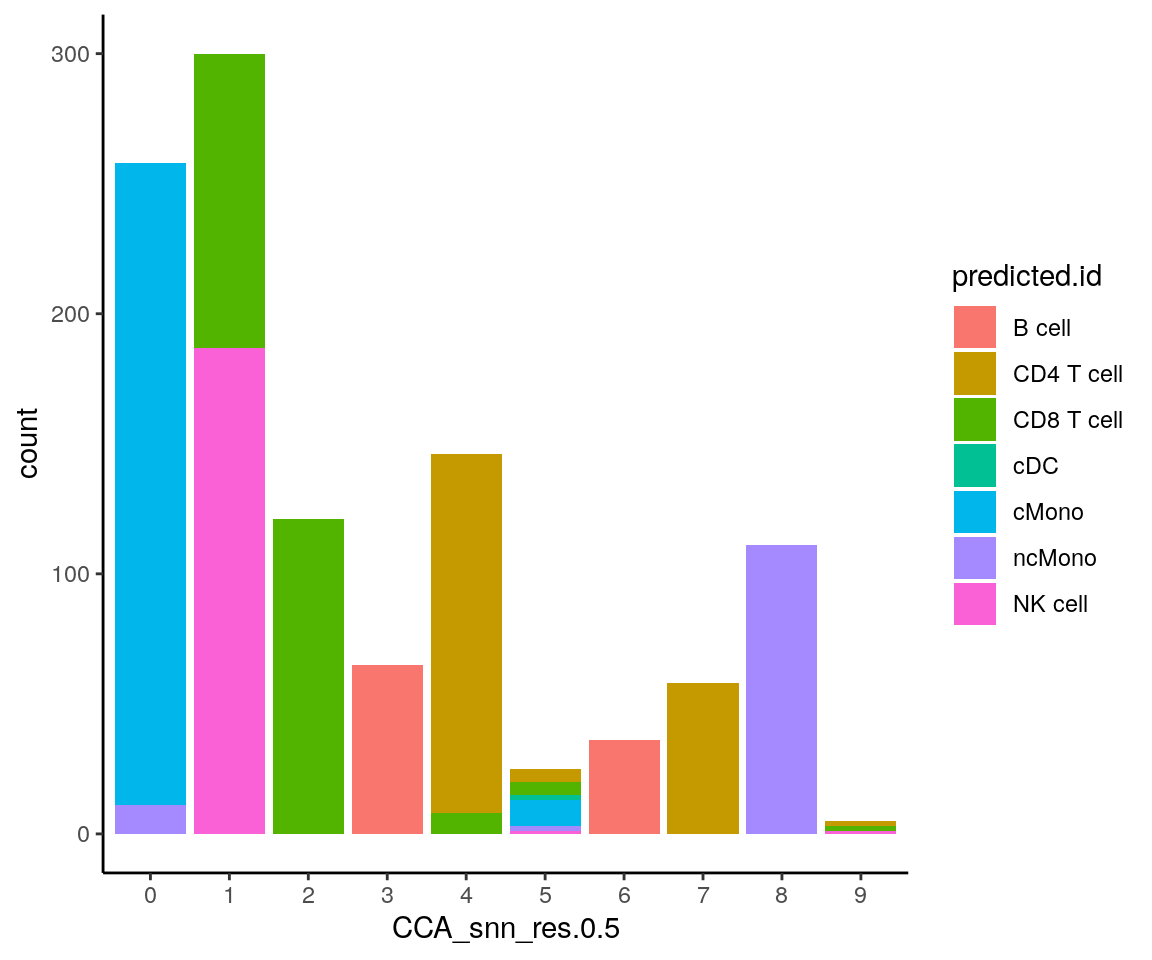 300
200
100
0
count
0 1 2 3 4 5 6 7 8 9
CCA_snn_res.0.5
predicted.id
B cell
CD4 T cell
CD8 T cell
cDC
cMono
ncMono
NK cell